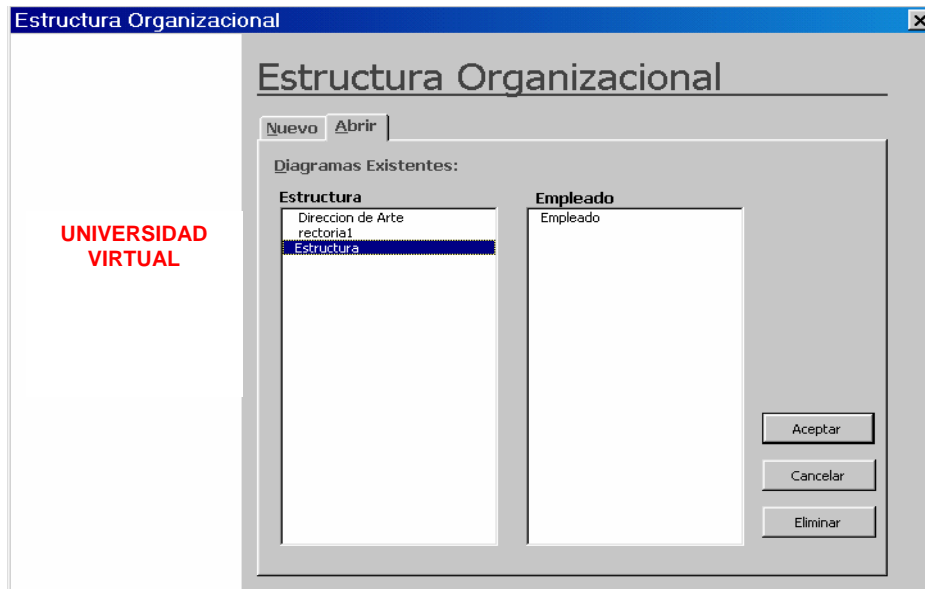 Estructura Organizacional
Estructura Organizacional
Nuevo Abrir
Diagramas Existentes:
Estructura
Direccion de Arte
rectoria1
Estructura
Empleado
Empleado
UNIVERSIDAD
VIRTUAL
Aceptar
Cancelar
Eliminar